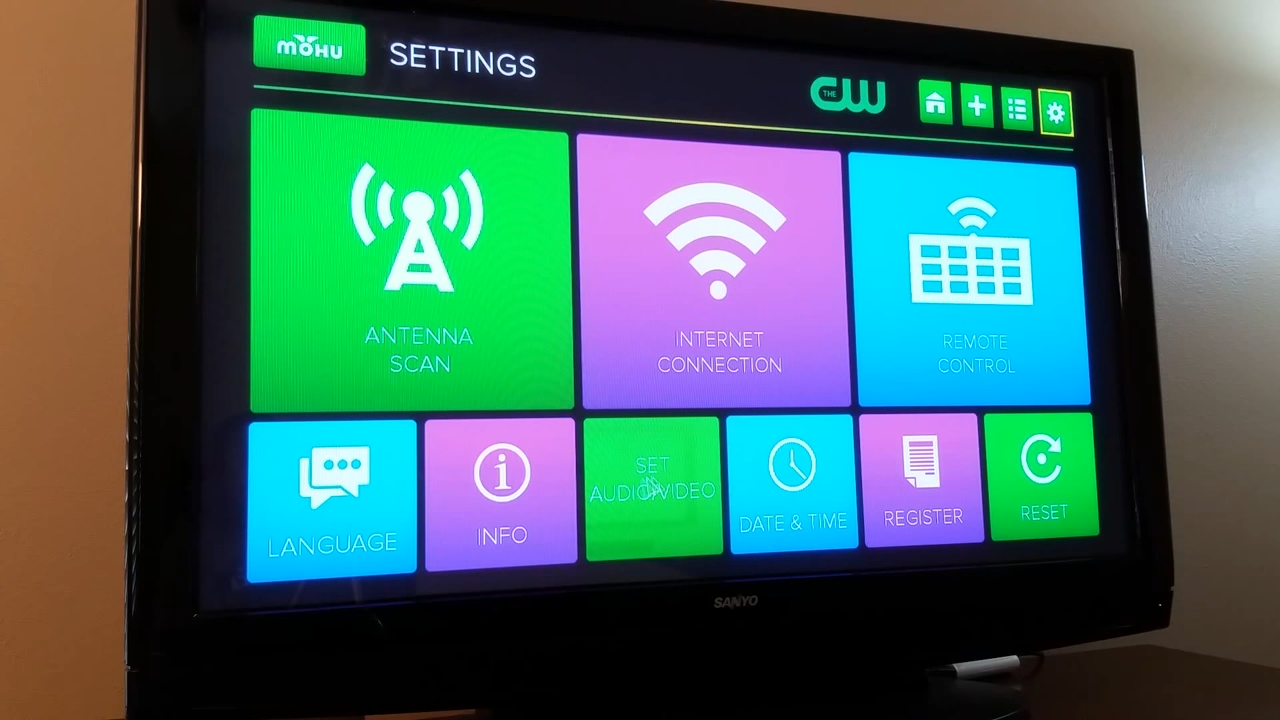 mohu
SETTINGS
THE CW
ANTENNA
SCAN
INTERNET
CONNECTION
REMOTE
CONTROL
LANGUAGE
INFO
SET
AUDIO/VIDEO
DATE & TIME
REGISTER
RESET
SANYO